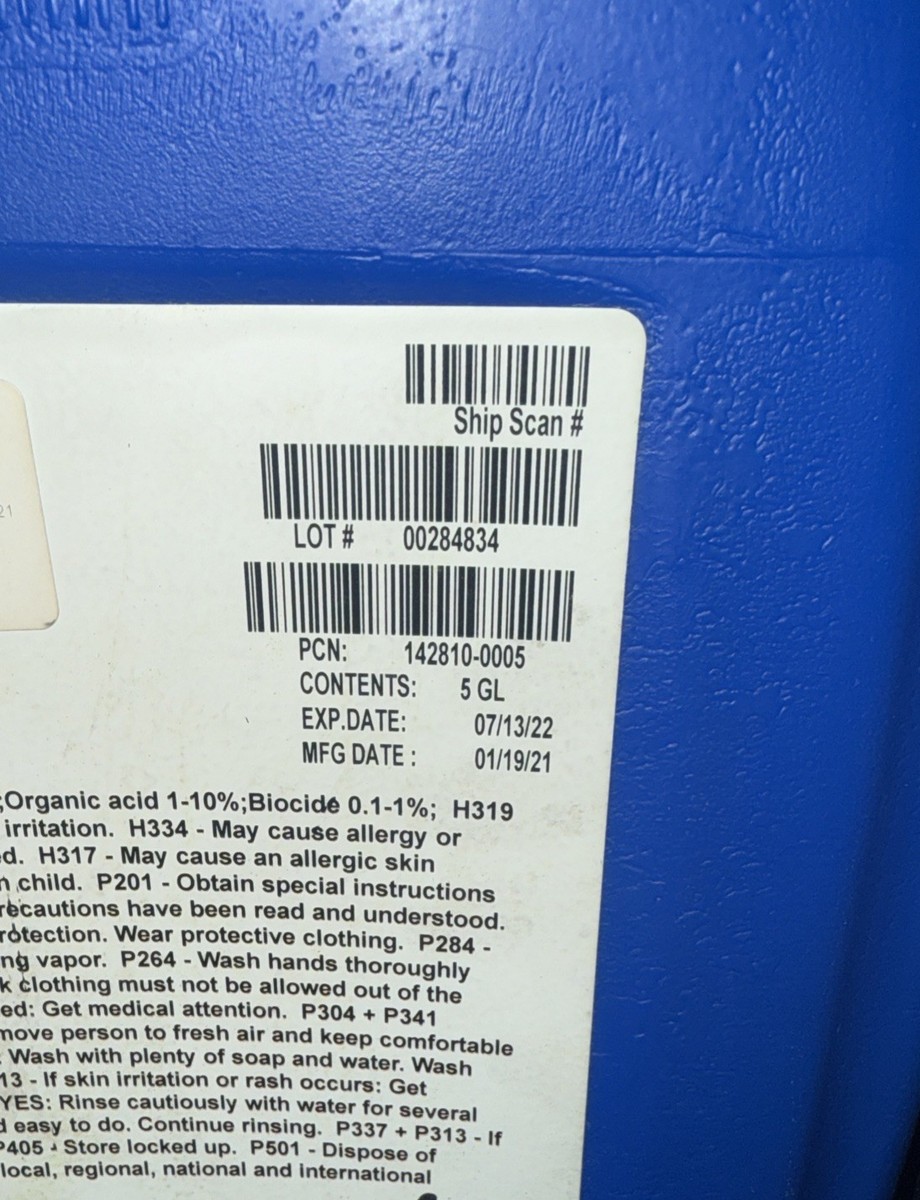 Ship Scan #
21
LOT # 00284834
PCN: 142810-0005
CONTENTS: 5 GL
EXP.DATE: 07/13/22
MFG DATE : 01/19/21
;Organic acid 1-10%;Biocide 0.1-1%; H319
irritation. H334 - May cause allergy or
ed. H317 - May cause an allergic skin
n child. P201 - Obtain special instructions
recautions have been read and understood.
rotection. Wear protective clothing. P284 -
ng vapor. P264 - Wash hands thoroughly
k clothing must not be allowed out of the
ed: Get medical attention. P304 + P341
move person to fresh air and keep comfortable
Wash with plenty of soap and water. Wash
13 - If skin irritation or rash occurs: Get
YES: Rinse cautiously with water for several
d easy to do. Continue rinsing. P337 + P313 - If
P405 - Store locked up. P501 - Dispose of
local, regional, national and international